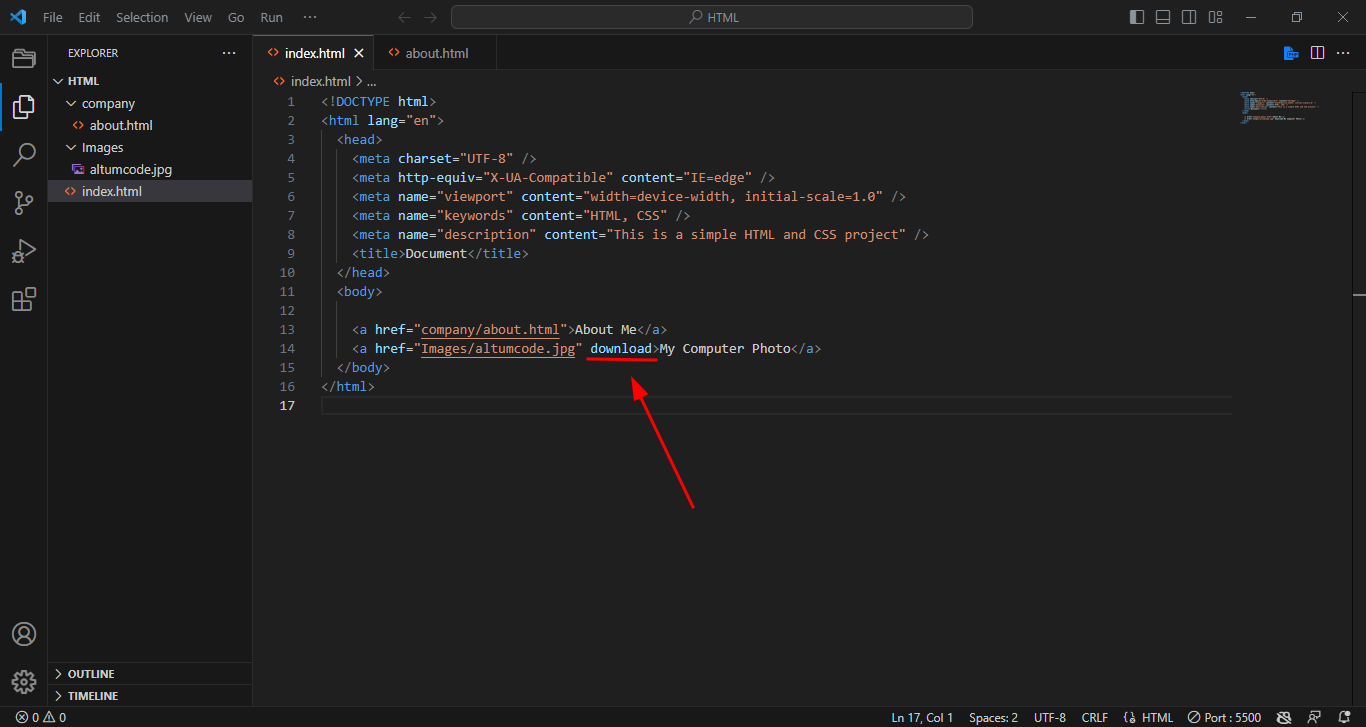 File Edit Selection View Go Run ···
HTML
EXPLORER ···
HTML
company
about.html
Images
altumcode.jpg
index.html
OUTLINE
TIMELINE
index.html
about.html
index.html > ...
1 <!DOCTYPE html>
2 <html lang="en">
3 <head>
4 <meta charset="UTF-8" />
5 <meta http-equiv="X-UA-Compatible" content="IE=edge" />
6 <meta name="viewport" content="width=device-width, initial-scale=1.0" />
7 <meta name="keywords" content="HTML, CSS" />
8 <meta name="description" content="This is a simple HTML and CSS project" />
9 <title>Document</title>
10 </head>
11 <body>
12
13 <a href="company/about.html">About Me</a>
14 <a href="Images/altumcode.jpg" download>My Computer Photo</a>
15 </body>
16 </html>
17
0 0 Ln 17, Col 1 Spaces: 2 UTF-8 CRLF HTML Port : 5500